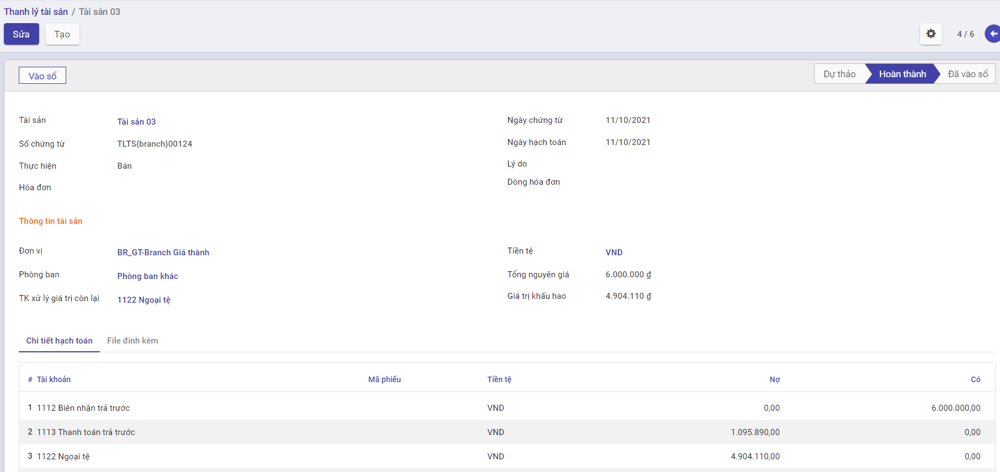 Thanh lý tài sản / Tài sản 03
Sửa Tạo 4 / 6
Vào sổ Dự thảo Hoàn thành Đã vào sổ
Tài sản Tài sản 03 Ngày chứng từ 11/10/2021
Số chứng từ TLTS{branch}00124 Ngày hạch toán 11/10/2021
Thực hiện Bán Lý do
Hóa đơn Dòng hóa đơn
Thông tin tài sản
Đơn vị BR_GT-Branch Giá thành Tiền tệ VND
Phòng ban Phòng ban khác Tổng nguyên giá 6.000.000 ₫
TK xử lý giá trị còn lại 1122 Ngoại tệ Giá trị khấu hao 4.904.110 ₫
Chi tiết hạch toán File đính kèm
# Tài khoản Mã phiếu Tiền tệ Nợ Có
1 1112 Biên nhận trả trước VND 0,00 6.000.000,00
2 1113 Thanh toán trả trước VND 1.095.890,00 0,00
3 1122 Ngoại tệ VND 4.904.110,00 0,00